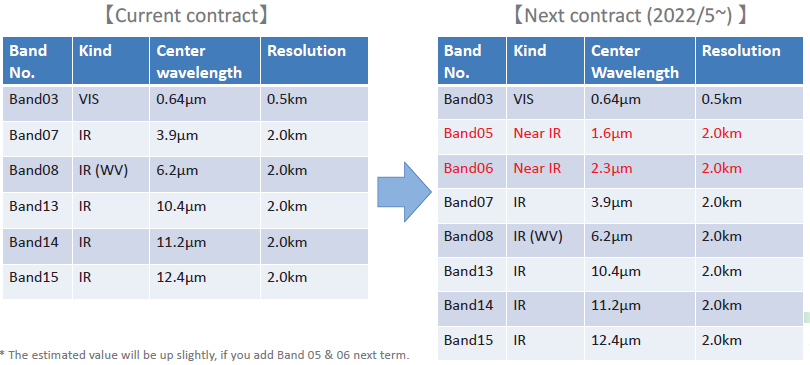 【Current contract】
Band No. Kind Center wavelength Resolution
Band03 VIS 0.64μm 0.5km
Band07 IR 3.9μm 2.0km
Band08 IR (WV) 6.2μm 2.0km
Band13 IR 10.4μm 2.0km
Band14 IR 11.2μm 2.0km
Band15 IR 12.4μm 2.0km
* The estimated value will be up slightly, if you add Band 05 & 06 next term.
【Next contract (2022/5~) 】
Band No. Kind Center Wavelength Resolution
Band03 VIS 0.64μm 0.5km
Band05 Near IR 1.6μm 2.0km
Band06 Near IR 2.3μm 2.0km
Band07 IR 3.9μm 2.0km
Band08 IR (WV) 6.2μm 2.0km
Band13 IR 10.4μm 2.0km
Band14 IR 11.2μm 2.0km
Band15 IR 12.4μm 2.0km